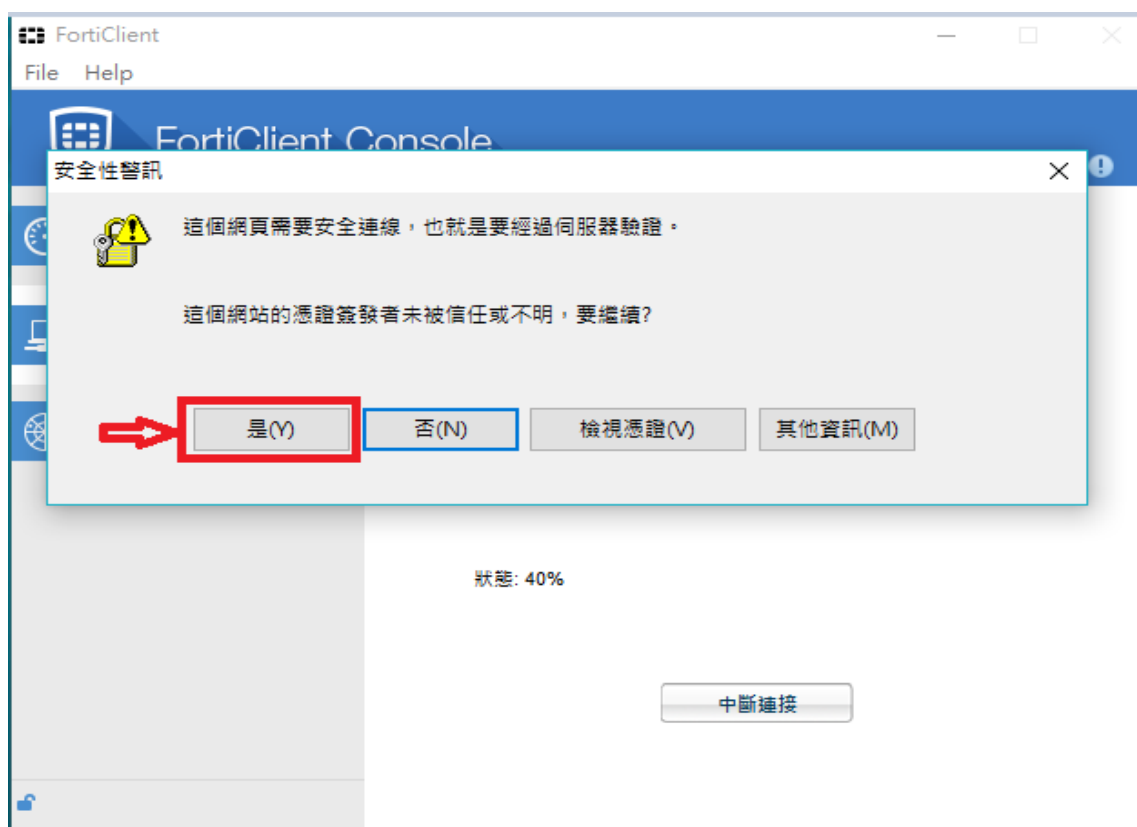 FortiClient
File Help
FortiClient Console
安全性警訊
這個網頁需要安全連線，也就是要經過伺服器驗證。
這個網站的憑證簽發者未被信任或不明，要繼續?
是(Y) 否(N) 檢視憑證(V) 其他資訊(M)
狀態: 40%
中斷連接